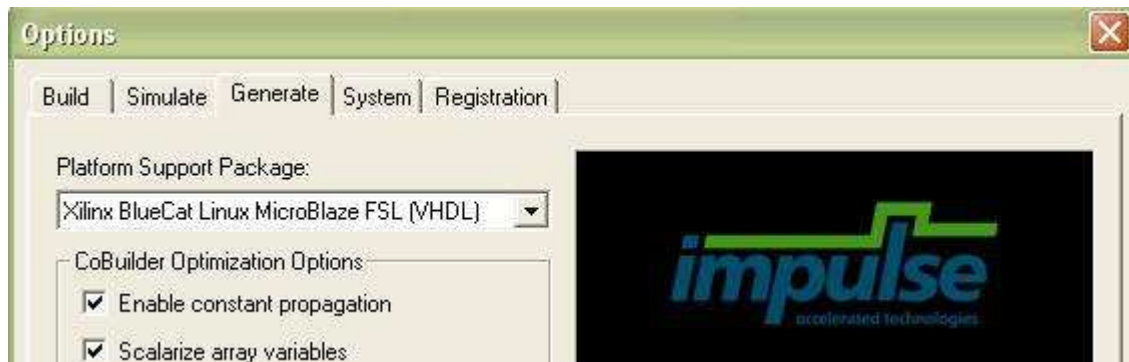 Options
Build Simulate Generate System Registration
Platform Support Package:
Xilinx BlueCat Linux MicroBlaze FSL (VHDL)
CoBuilder Optimization Options
Enable constant propagation
Scalarize array variables
impulse
accelerated technologies